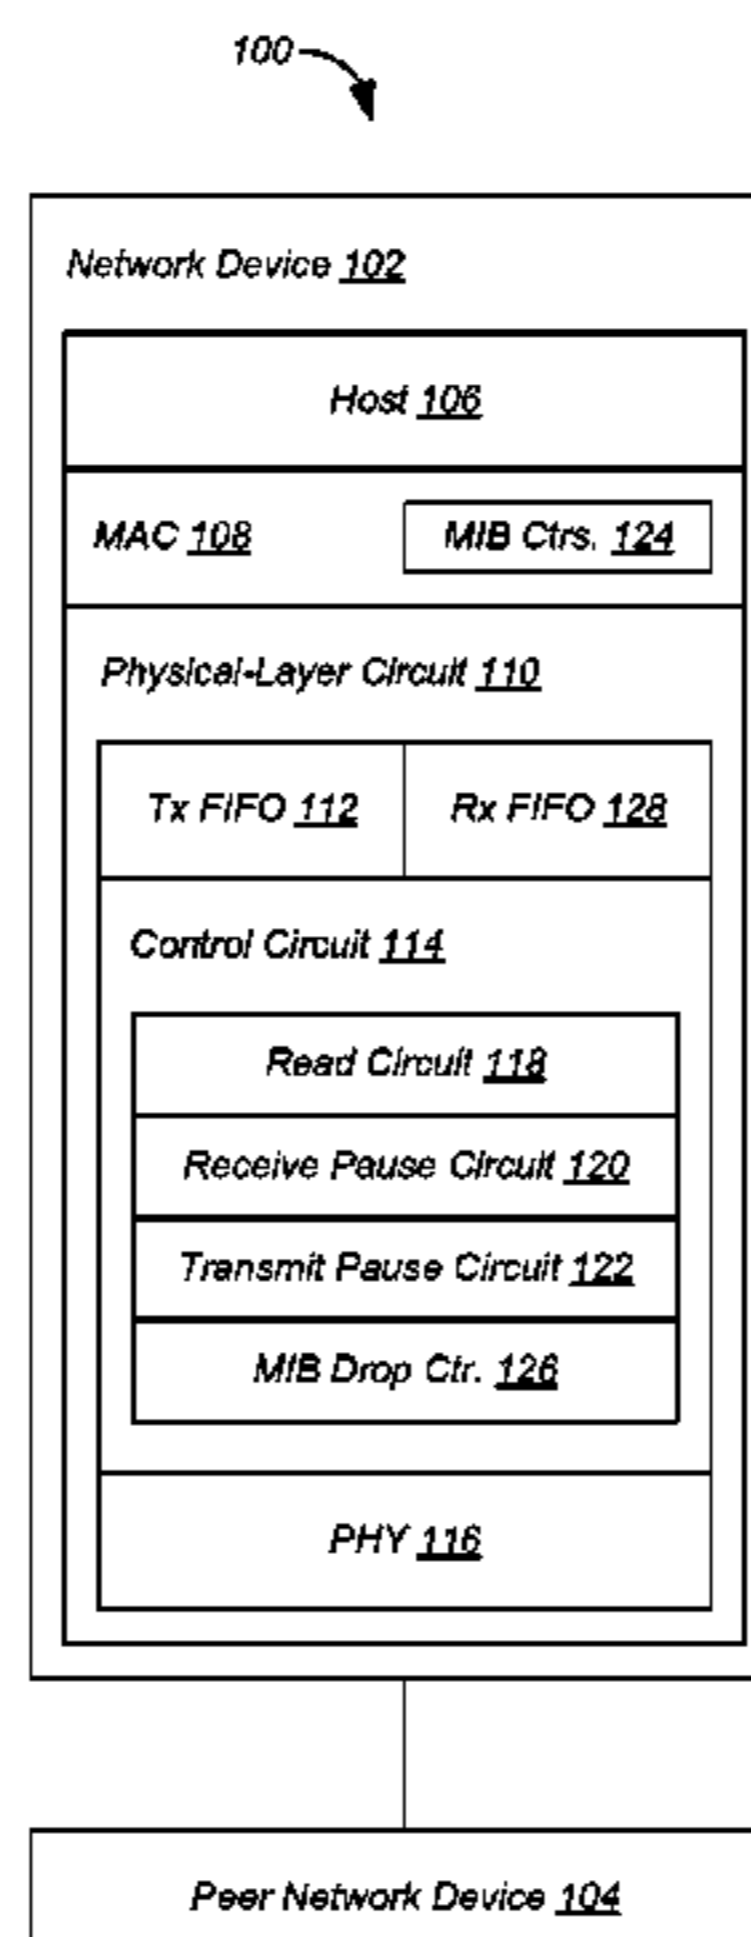 100
Network Device 102
Host 106
MAC 108 MIB Ctrs. 124
Physical-Layer Circuit 110
Tx FIFO 112 Rx FIFO 128
Control Circuit 114
Read Circuit 118
Receive Pause Circuit 120
Transmit Pause Circuit 122
MIB Drop Ctr. 126
PHY 116
Peer Network Device 104